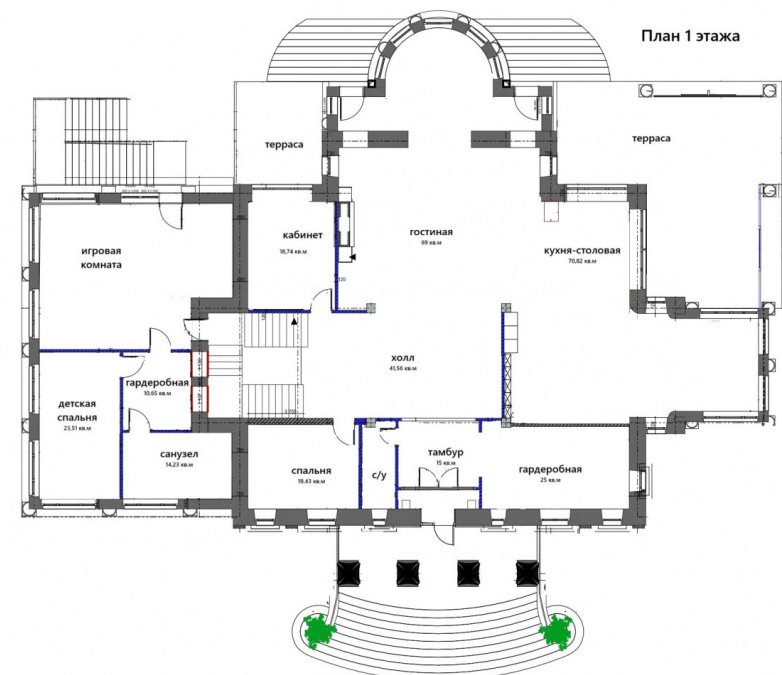 План 1 этажа
терраса
терраса
кабинет
18,74 кв.м
гостиная
69 кв.м
кухня-столовая
70,82 кв.м
игровая
комната
холл
41,56 кв.м
гардеробная
10,65 кв.м
детская
спальня
23,51 кв.м
санузел
14,23 кв.м
спальня
19,43 кв.м
с/у
тамбур
15 кв.м
гардеробная
25 кв.м